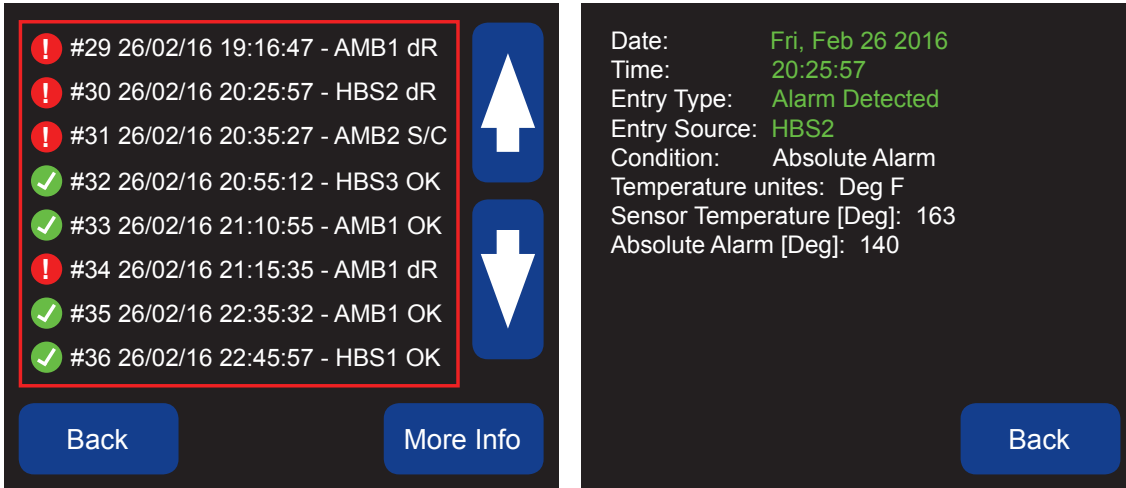 #29 26/02/16 19:16:47 - AMB1 dR
#30 26/02/16 20:25:57 - HBS2 dR
#31 26/02/16 20:35:27 - AMB2 S/C
#32 26/02/16 20:55:12 - HBS3 OK
#33 26/02/16 21:10:55 - AMB1 OK
#34 26/02/16 21:15:35 - AMB1 dR
#35 26/02/16 22:35:32 - AMB1 OK
#36 26/02/16 22:45:57 - HBS1 OK
Back
More Info
Date: Fri, Feb 26 2016
Time: 20:25:57
Entry Type: Alarm Detected
Entry Source: HBS2
Condition: Absolute Alarm
Temperature unites: Deg F
Sensor Temperature [Deg]: 163
Absolute Alarm [Deg]: 140
Back